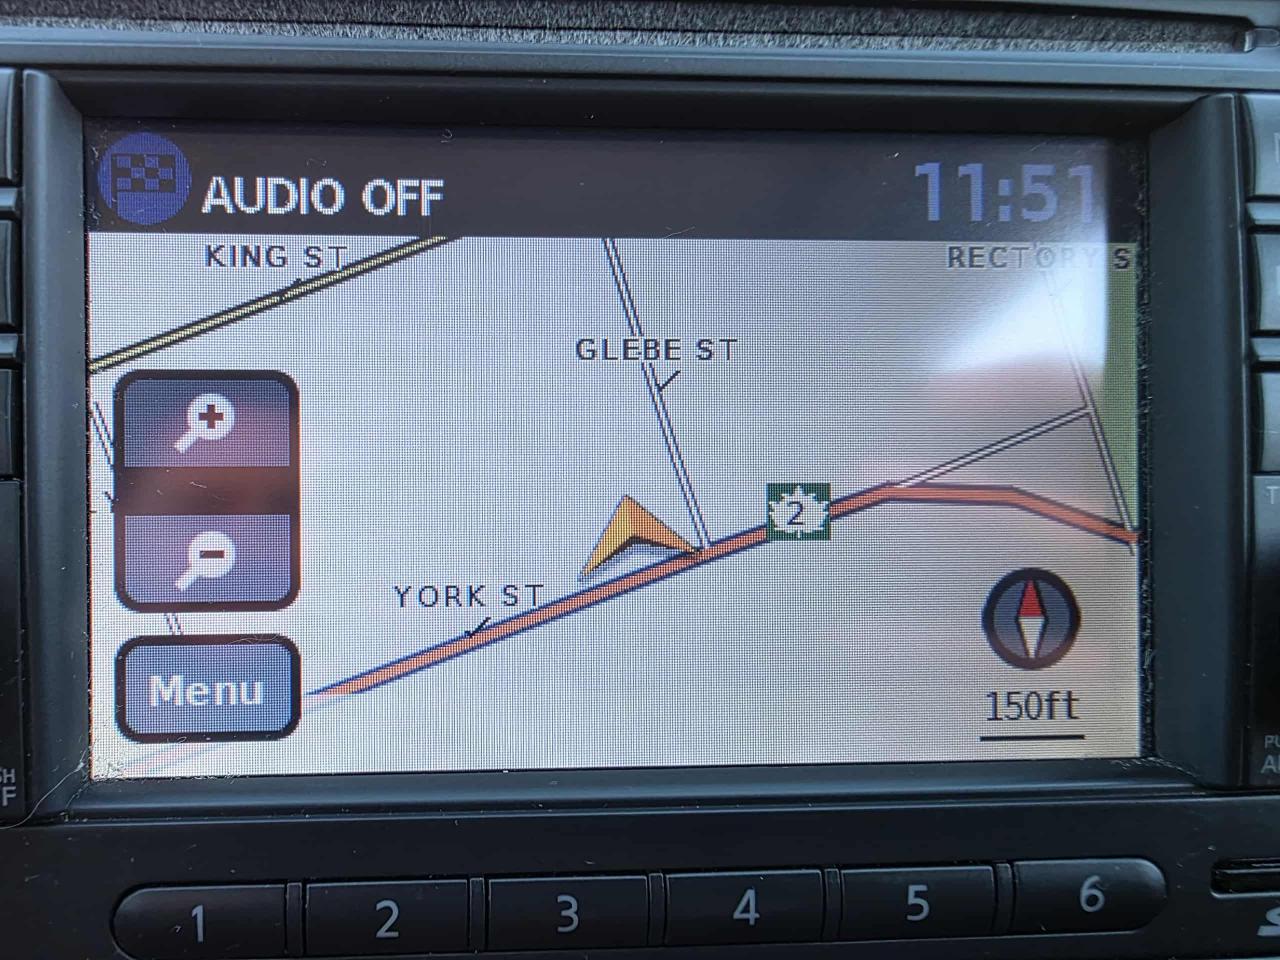 AUDIO OFF
11:51
KING ST
RECTORY S
GLEBE ST
2
YORK ST
Menu
150ft
1 2 3 4 5 6